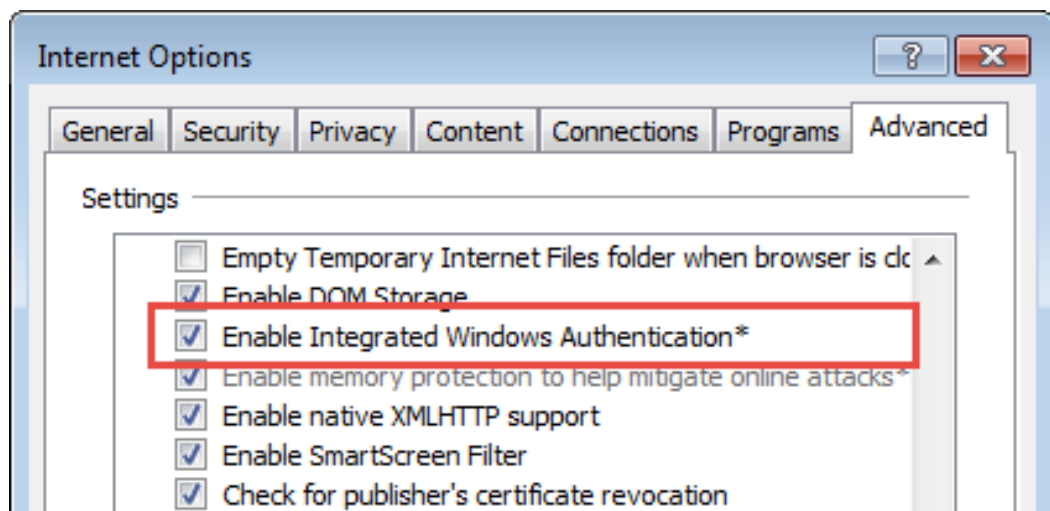 Internet Options
?
General Security Privacy Content Connections Programs Advanced
Settings
Empty Temporary Internet Files folder when browser is
Enable DOM Storage
Enable Integrated Windows Authentication*
Enable memory protection to help mitigate online attacks*
Enable native XMLHTTP support
Enable SmartScreen Filter
Check for publisher's certificate revocation